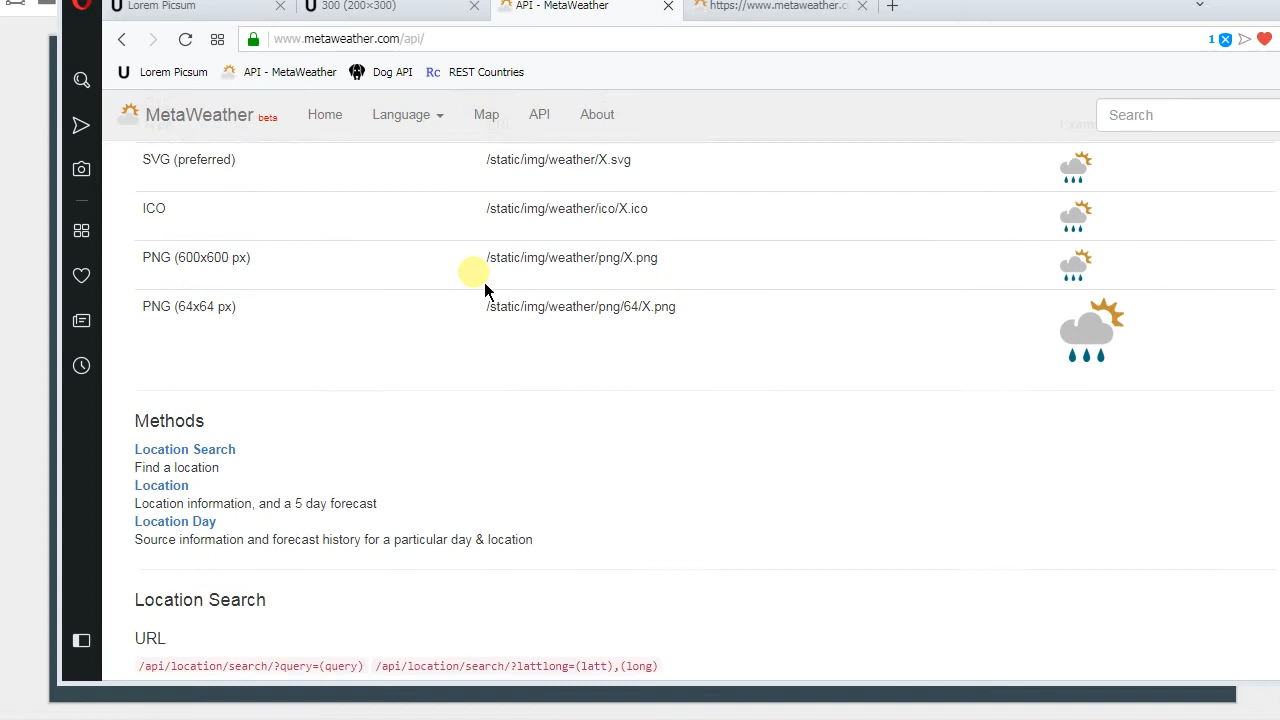 Lorem Picsum
300 (200×300)
API - MetaWeather
https://www.metaweather.c
www.metaweather.com/api/
1
Lorem Picsum
API - MetaWeather
Dog API
Rc REST Countries
MetaWeather beta
Home
Language
Map
API
About
Search
SVG (preferred) /static/img/weather/X.svg
ICO /static/img/weather/ico/X.ico
PNG (600x600 px) /static/img/weather/png/X.png
PNG (64x64 px) /static/img/weather/png/64/X.png
Methods
Location Search
Find a location
Location
Location information, and a 5 day forecast
Location Day
Source information and forecast history for a particular day & location
Location Search
URL
/api/location/search/?query=(query) /api/location/search/?lattlong=(latt),(long)